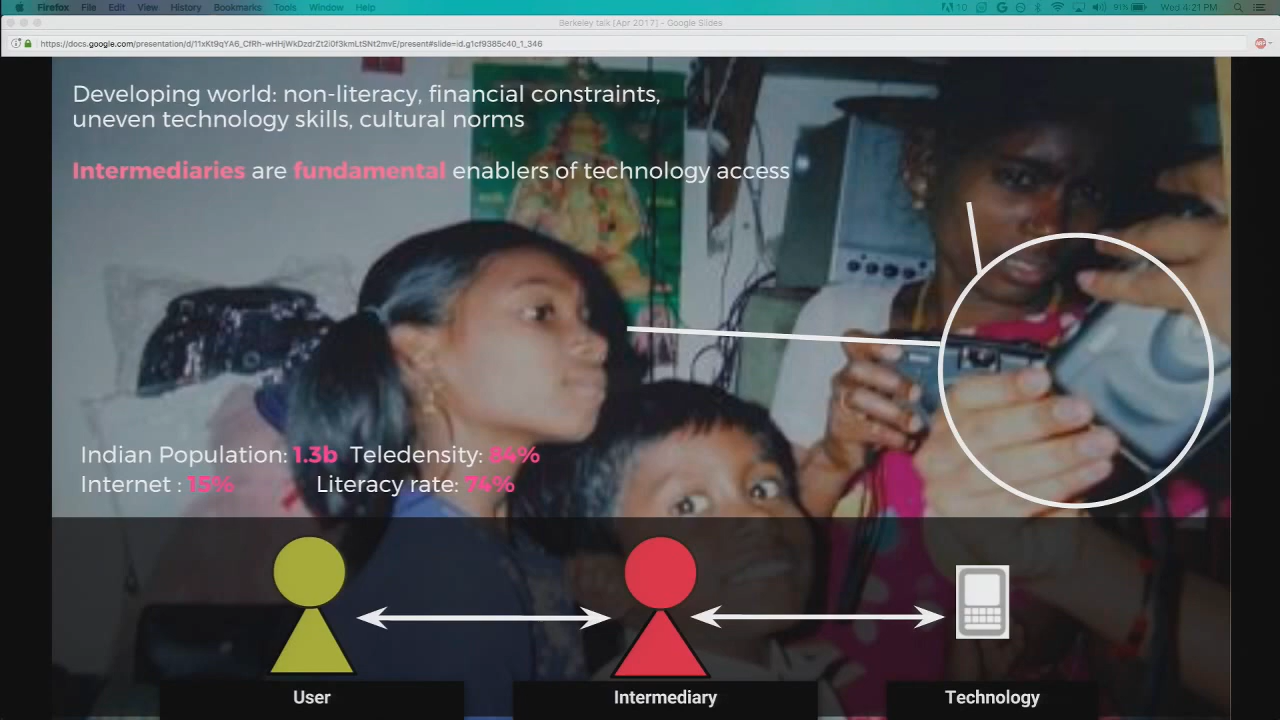 Firefox File Edit View History Bookmarks Tools Window Help 10 91% Wed 4:21 PM
Berkeley talk [Apr 2017] - Google Slides
Developing world: non-literacy, financial constraints,
uneven technology skills, cultural norms
Intermediaries are fundamental enablers of technology access
Indian Population: 1.3b Teledensity: 84%
Internet : 15% Literacy rate: 74%
User Intermediary Technology